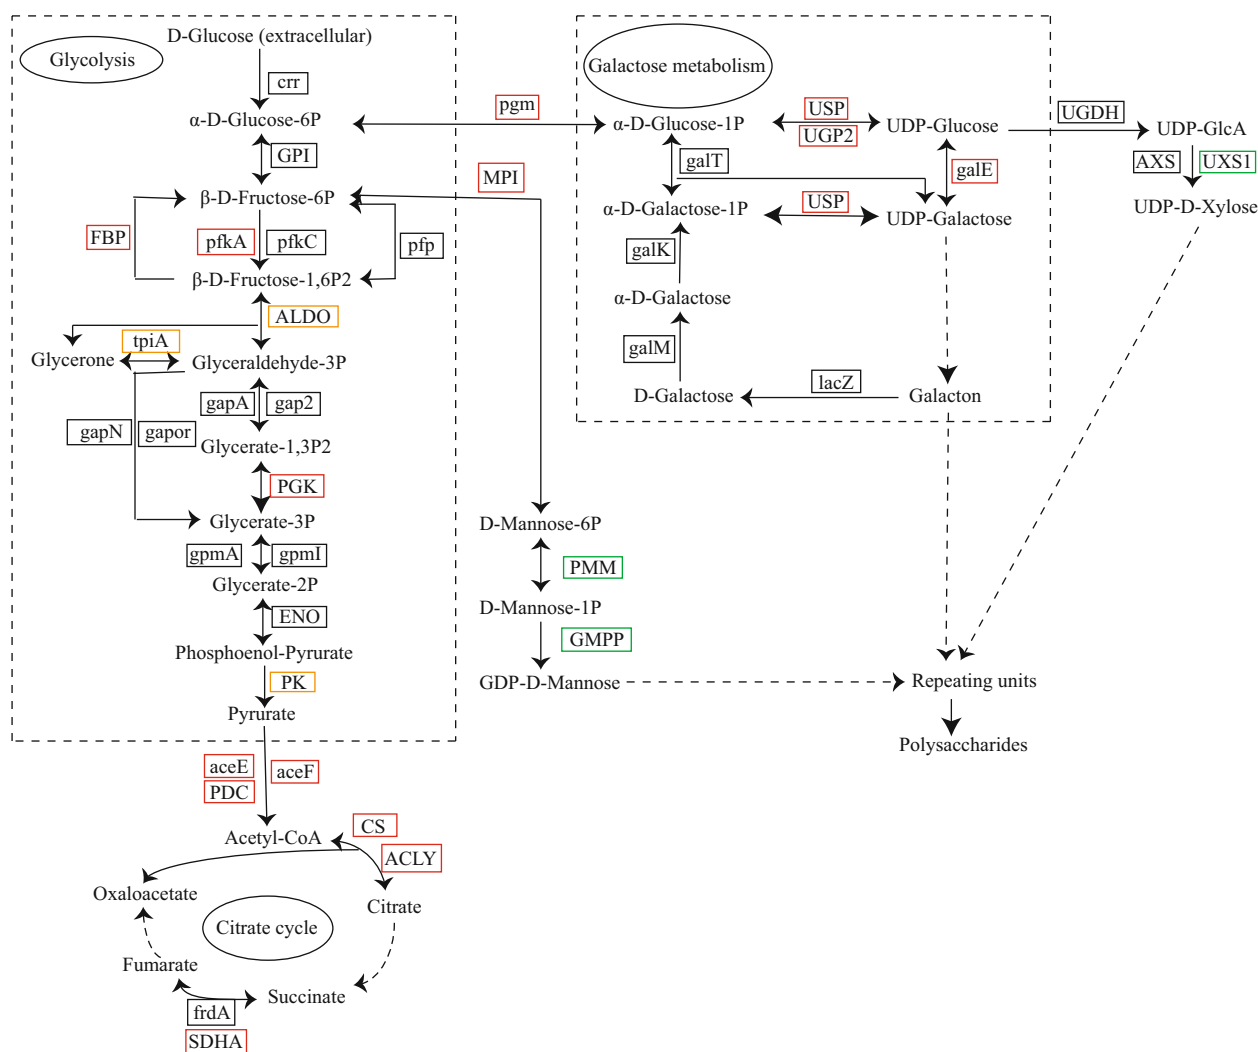 Glycolysis
D-Glucose (extracellular)
crr
α-D-Glucose-6P
GPI
β-D-Fructose-6P
FBP
pfkA
pfkC
pfp
β-D-Fructose-1,6P2
ALDO
tpiA
Glycerone
Glyceraldehyde-3P
gapA
gap2
gapN
gapor
Glycerate-1,3P2
PGK
Glycerate-3P
gpmA
gpmI
Glycerate-2P
ENO
Phosphoenol-Pyrurate
PK
Pyrurate
aceE
aceF
PDC
Acetyl-CoA
CS
ACLY
Oxaloacetate
Citrate
Citrate cycle
Fumarate
Succinate
frdA
SDHA
pgm
MPI
D-Mannose-6P
PMM
D-Mannose-1P
GMPP
GDP-D-Mannose
Galactose metabolism
α-D-Glucose-1P
USP
UGP2
UDP-Glucose
galT
galE
α-D-Galactose-1P
USP
UDP-Galactose
galK
α-D-Galactose
galM
D-Galactose
lacZ
Galacton
UGDH
UDP-GlcA
AXS
UXS1
UDP-D-Xylose
Repeating units
Polysaccharides